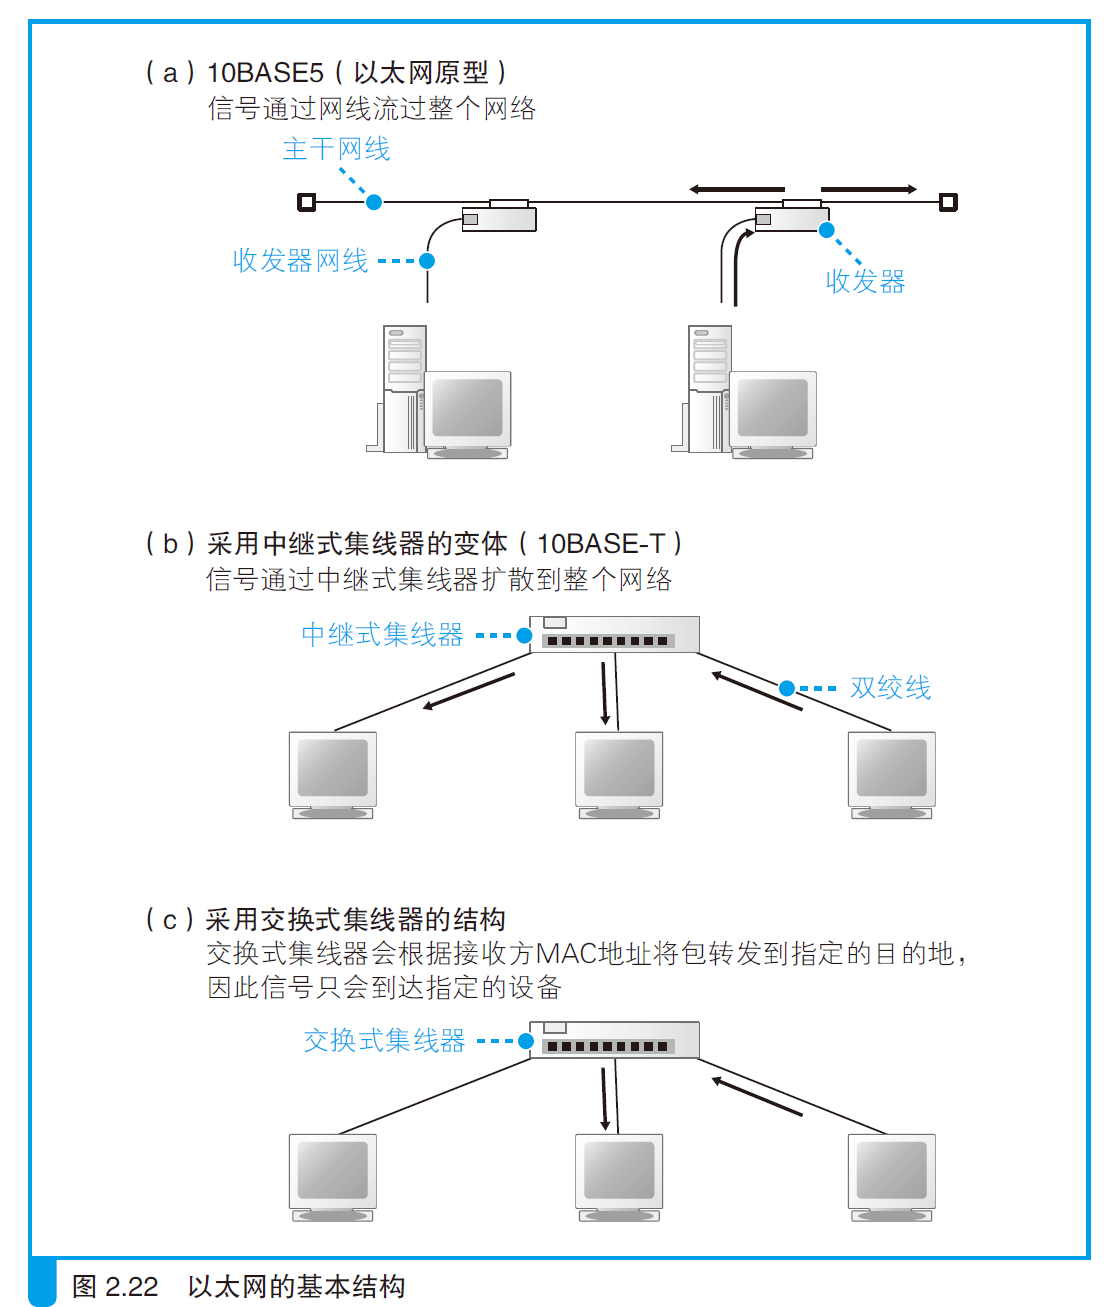 （a）10BASE5（以太网原型）
信号通过网线流过整个网络
主干网线
收发器网线
收发器
（b）采用中继式集线器的变体（10BASE-T）
信号通过中继式集线器扩散到整个网络
中继式集线器
双绞线
（c）采用交换式集线器的结构
交换式集线器会根据接收方MAC地址将包转发到指定的目的地，
因此信号只会到达指定的设备
交换式集线器
图 2.22 以太网的基本结构